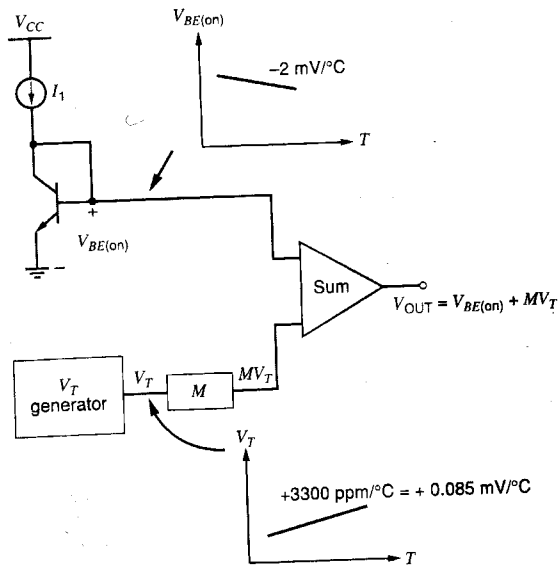 V_CC
I_1
V_BE(on)
−2 mV/°C
T
+
V_BE(on)
−
Sum
V_OUT = V_BE(on) + MV_T
V_T generator
V_T
M
MV_T
V_T
+3300 ppm/°C = + 0.085 mV/°C
T